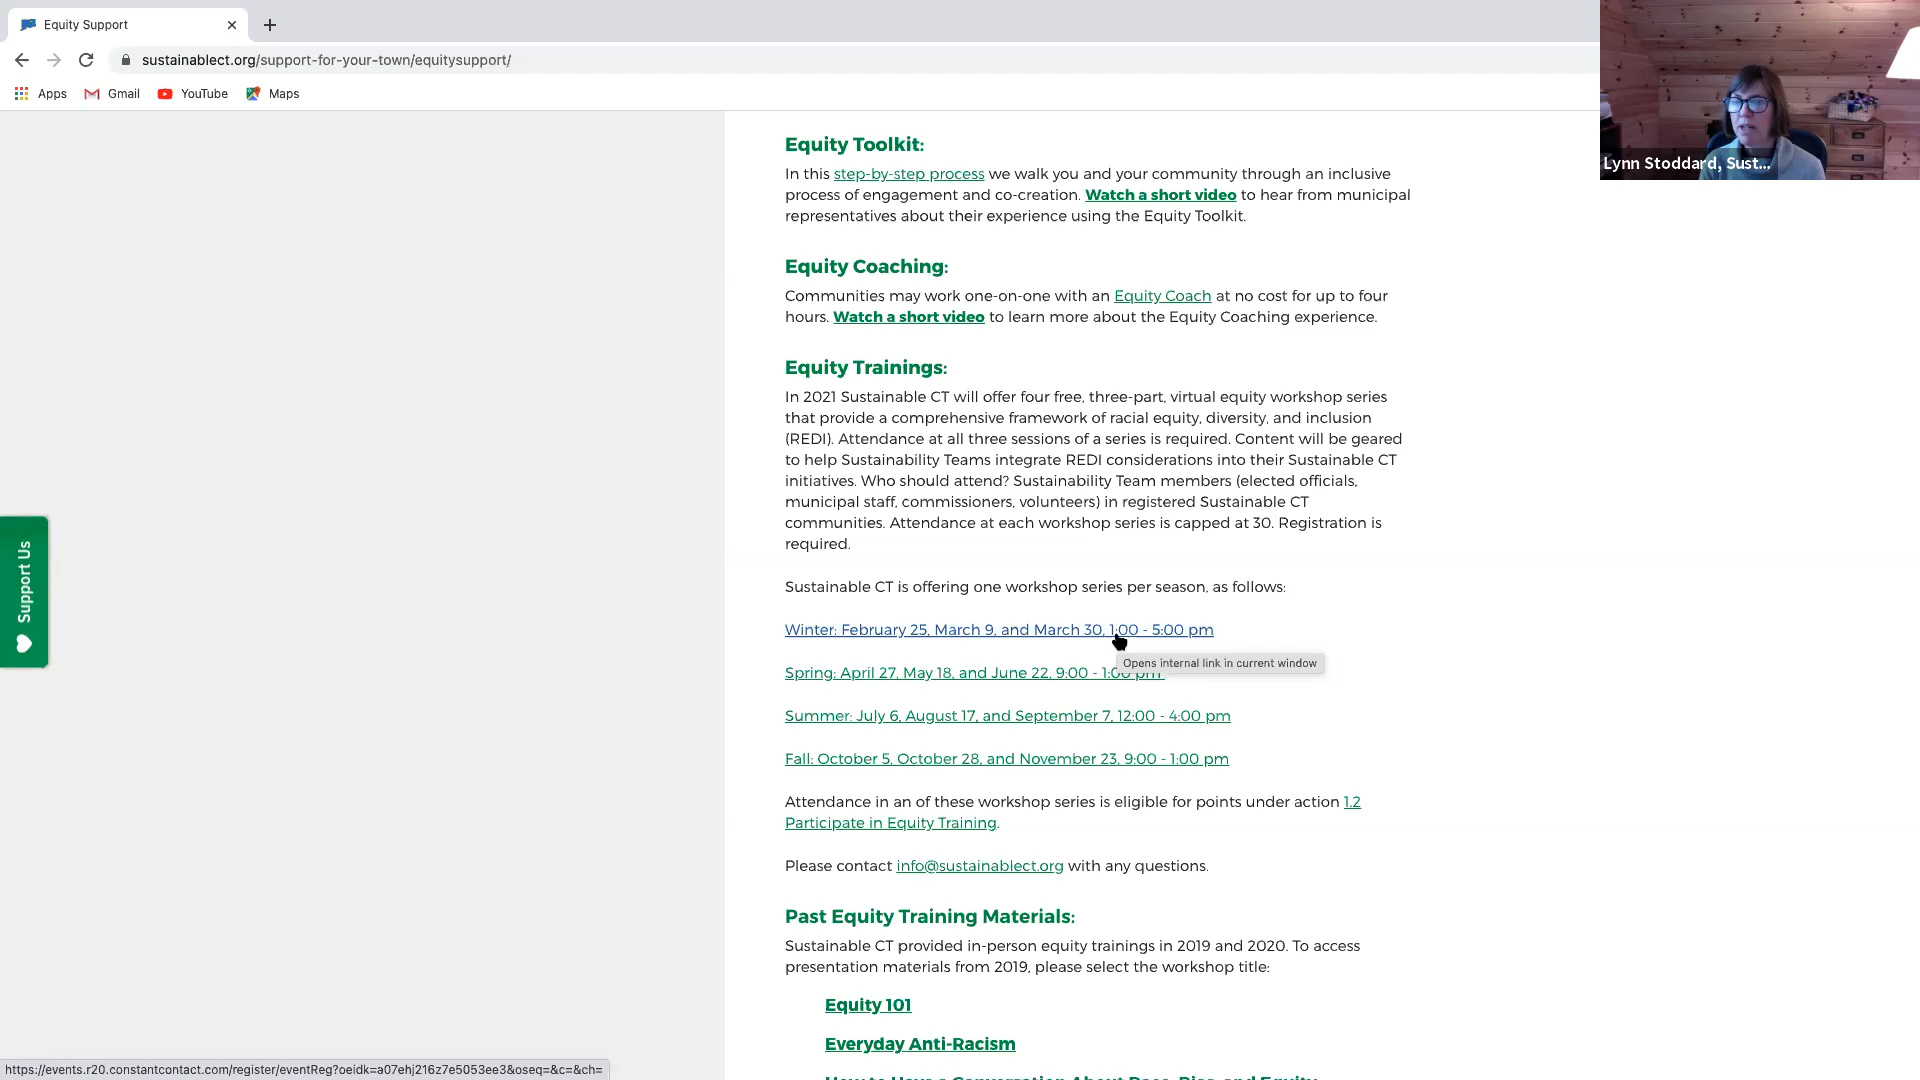 Equity Support
sustainablect.org/support-for-your-town/equitysupport/
Apps Gmail YouTube Maps
Lynn Stoddard, Sust...
Equity Toolkit:
In this step-by-step process we walk you and your community through an inclusive
process of engagement and co-creation. Watch a short video to hear from municipal
representatives about their experience using the Equity Toolkit.
Equity Coaching:
Communities may work one-on-one with an Equity Coach at no cost for up to four
hours. Watch a short video to learn more about the Equity Coaching experience.
Equity Trainings:
In 2021 Sustainable CT will offer four free, three-part, virtual equity workshop series
that provide a comprehensive framework of racial equity, diversity, and inclusion
(REDI). Attendance at all three sessions of a series is required. Content will be geared
to help Sustainability Teams integrate REDI considerations into their Sustainable CT
initiatives. Who should attend? Sustainability Team members (elected officials,
municipal staff, commissioners, volunteers) in registered Sustainable CT
communities. Attendance at each workshop series is capped at 30. Registration is
required.
Support Us
Sustainable CT is offering one workshop series per season, as follows:
Winter: February 25, March 9, and March 30, 1:00 - 5:00 pm
Opens internal link in current window
Spring: April 27, May 18, and June 22, 9:00 - 1:00 pm
Summer: July 6, August 17, and September 7, 12:00 - 4:00 pm
Fall: October 5, October 28, and November 23, 9:00 - 1:00 pm
Attendance in an of these workshop series is eligible for points under action 1.2
Participate in Equity Training.
Please contact info@sustainablect.org with any questions.
Past Equity Training Materials:
Sustainable CT provided in-person equity trainings in 2019 and 2020. To access
presentation materials from 2019, please select the workshop title:
Equity 101
Everyday Anti-Racism
How to Have a Conversation About Race, Bias, and Equity
https://events.r20.constantcontact.com/register/eventReg?oeidk=a07ehj216z7e5053ee3&oseq=&c=&ch=